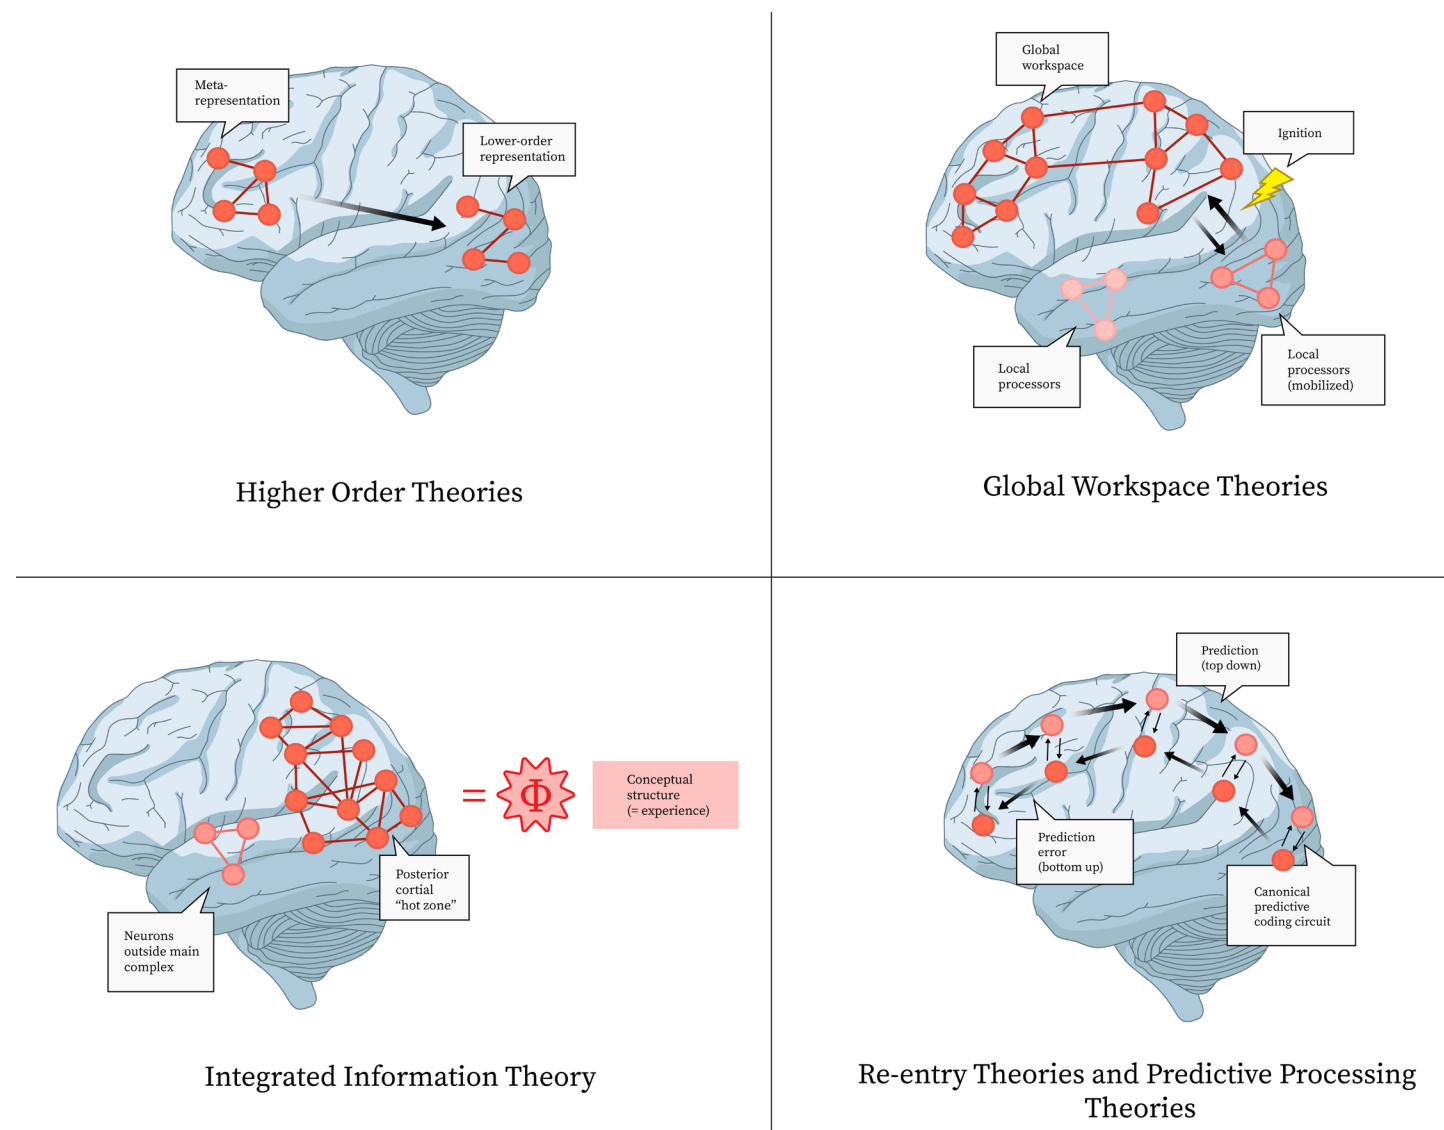 Meta-
representation
Lower-order
representation
Higher Order Theories
Global
workspace
Ignition
Local
processors
Local
processors
(mobilized)
Global Workspace Theories
=
Φ
Conceptual
structure
(= experience)
Posterior
cortial
“hot zone”
Neurons
outside main
complex
Integrated Information Theory
Prediction
(top down)
Prediction
error
(bottom up)
Canonical
predictive
coding circuit
Re-entry Theories and Predictive Processing
Theories